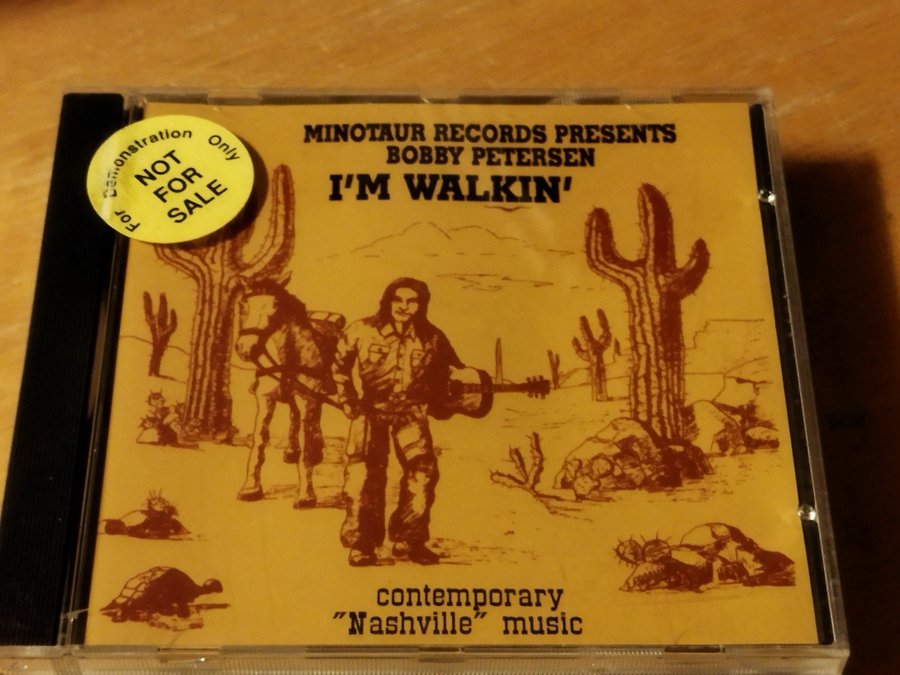 MINOTAUR RECORDS PRESENTS
BOBBY PETERSEN
I'M WALKIN'
For Demonstration Only
NOT
FOR
SALE
contemporary
"Nashville" music